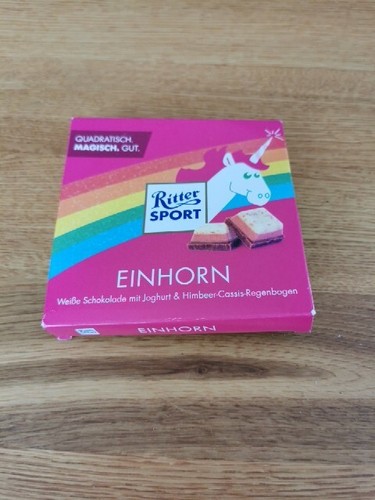 QUADRATISCH.
MAGISCH. GUT.
Ritter
SPORT
EINHORN
Weiße Schokolade mit Joghurt & Himbeer-Cassis-Regenbogen
EINHORN